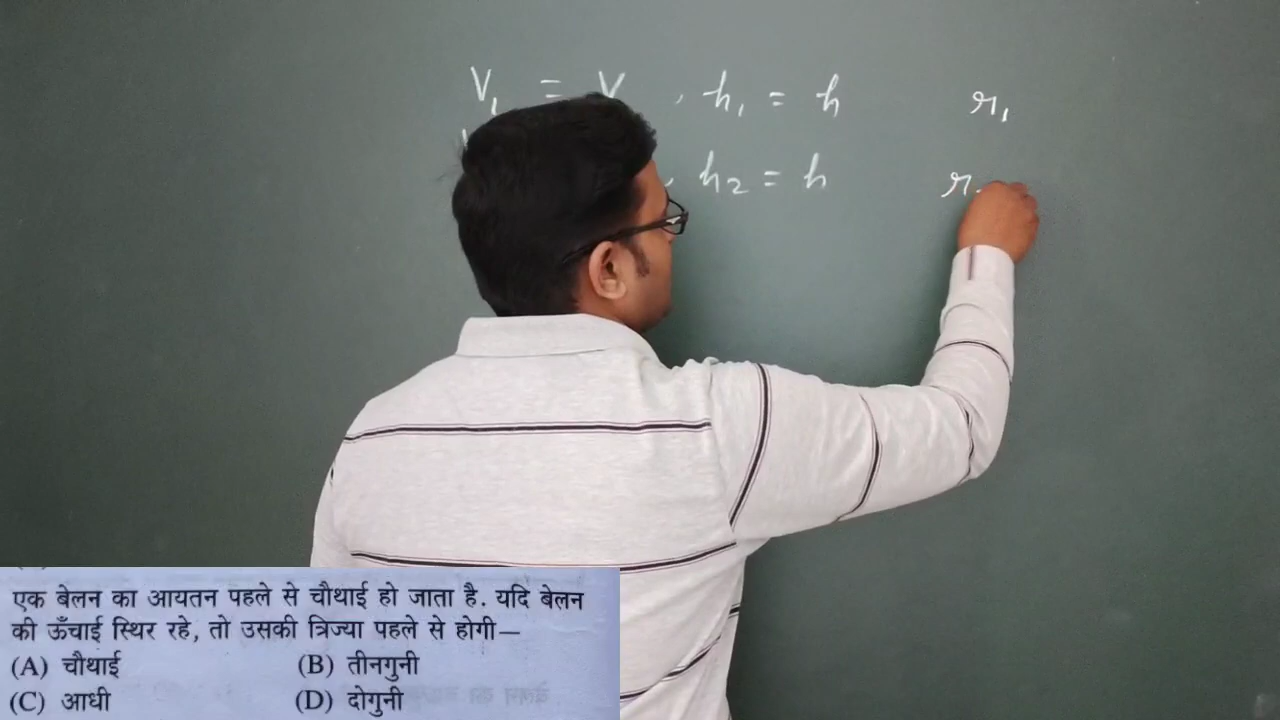 V₁ = V , h₁ = h r₁
, h₂ = h r
एक बेलन का आयतन पहले से चौथाई हो जाता है. यदि बेलन
की ऊँचाई स्थिर रहे, तो उसकी त्रिज्या पहले से होगी—
(A) चौथाई (B) तीनगुनी
(C) आधी (D) दोगुनी